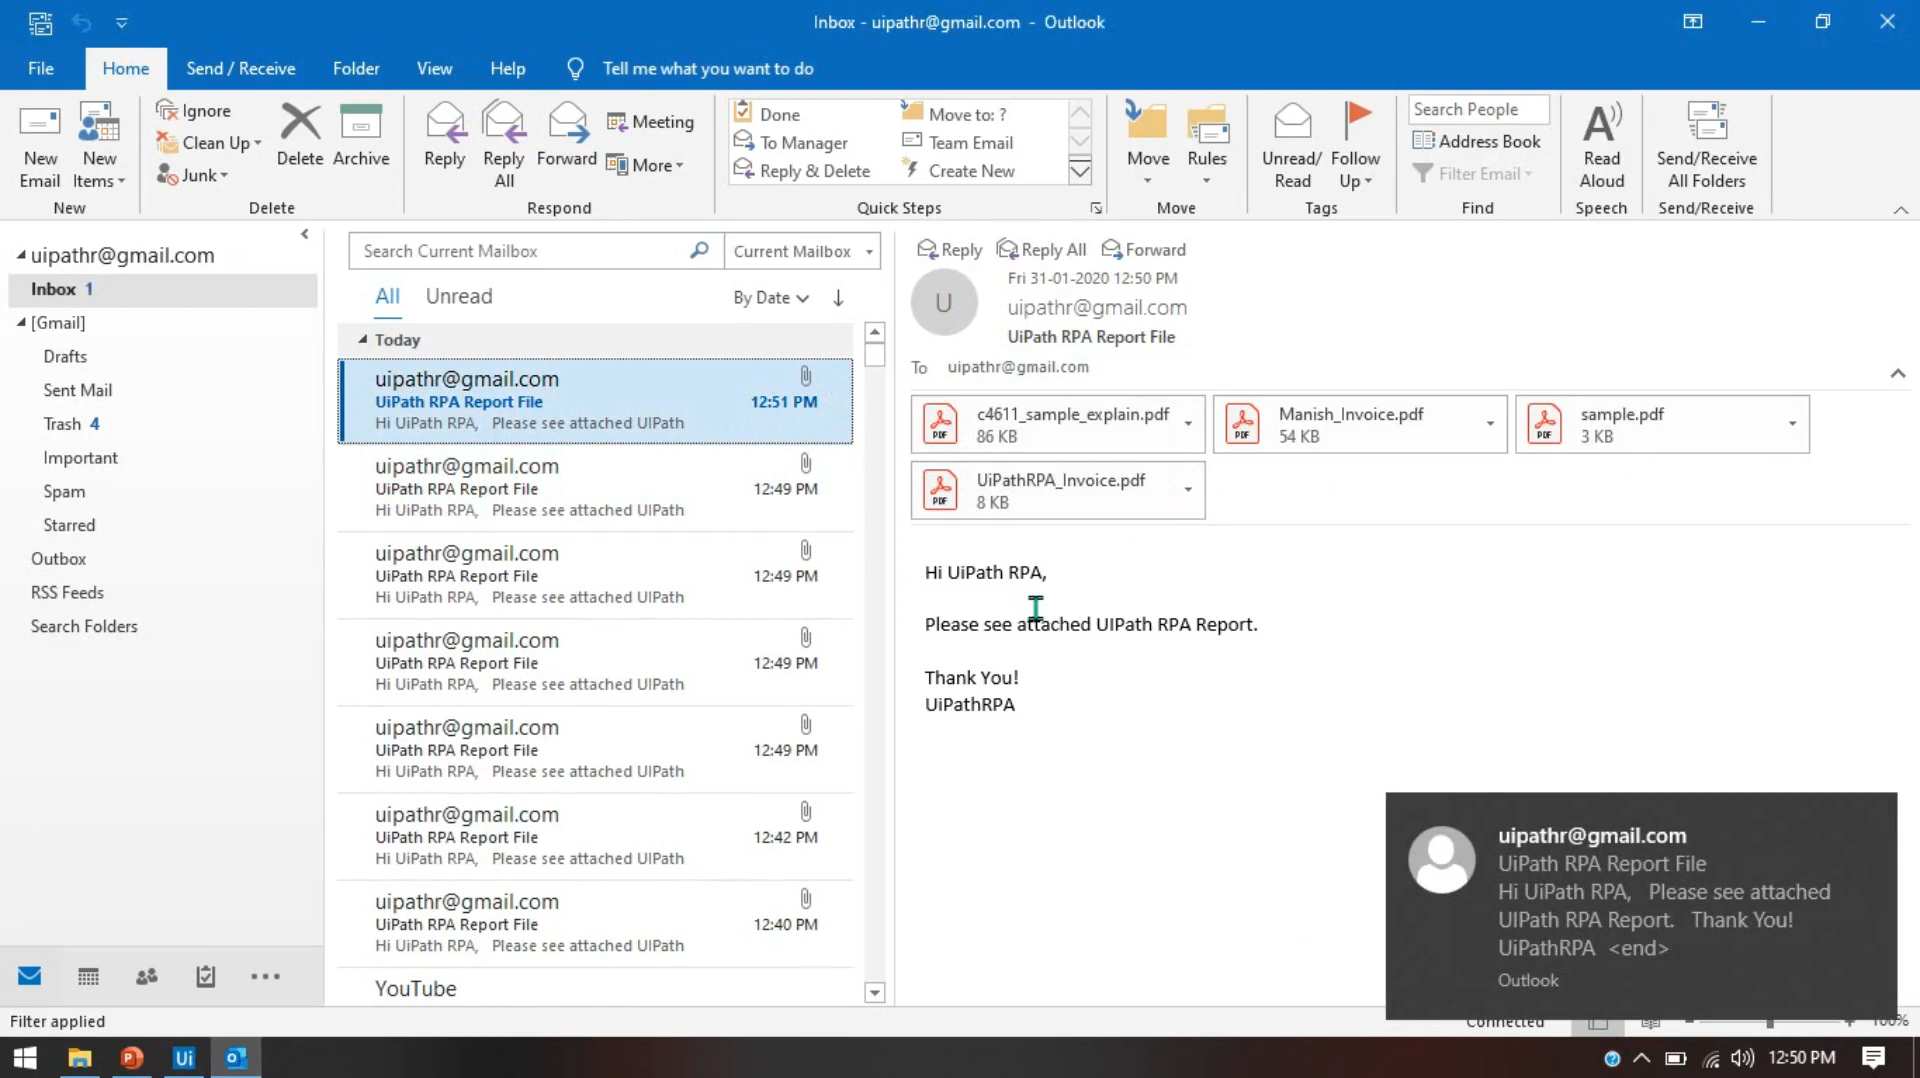 Inbox - uipathr@gmail.com - Outlook
File Home Send / Receive Folder View Help Tell me what you want to do
New Email
New Items
New
Ignore
Clean Up
Junk
Delete
Archive
Delete
Reply
Reply All
Forward
Meeting
More
Respond
Done
To Manager
Reply & Delete
Move to: ?
Team Email
Create New
Quick Steps
Move
Rules
Move
Unread/ Read
Follow Up
Tags
Search People
Address Book
Filter Email
Find
Read Aloud
Speech
Send/Receive All Folders
Send/Receive
uipathr@gmail.com
Inbox 1
[Gmail]
Drafts
Sent Mail
Trash 4
Important
Spam
Starred
Outbox
RSS Feeds
Search Folders
Search Current Mailbox Current Mailbox
All Unread By Date
Today
uipathr@gmail.com
UiPath RPA Report File 12:51 PM
Hi UiPath RPA, Please see attached UIPath
uipathr@gmail.com
UiPath RPA Report File 12:49 PM
Hi UiPath RPA, Please see attached UIPath
uipathr@gmail.com
UiPath RPA Report File 12:49 PM
Hi UiPath RPA, Please see attached UIPath
uipathr@gmail.com
UiPath RPA Report File 12:49 PM
Hi UiPath RPA, Please see attached UIPath
uipathr@gmail.com
UiPath RPA Report File 12:49 PM
Hi UiPath RPA, Please see attached UIPath
uipathr@gmail.com
UiPath RPA Report File 12:42 PM
Hi UiPath RPA, Please see attached UIPath
uipathr@gmail.com
UiPath RPA Report File 12:40 PM
Hi UiPath RPA, Please see attached UIPath
YouTube
Reply Reply All Forward
Fri 31-01-2020 12:50 PM
U
uipathr@gmail.com
UiPath RPA Report File
To uipathr@gmail.com
PDF c4611_sample_explain.pdf
86 KB
PDF Manish_Invoice.pdf
54 KB
PDF sample.pdf
3 KB
PDF UiPathRPA_Invoice.pdf
8 KB
Hi UiPath RPA,
Please see attached UIPath RPA Report.
Thank You!
UiPathRPA
uipathr@gmail.com
UiPath RPA Report File
Hi UiPath RPA, Please see attached
UIPath RPA Report. Thank You!
UiPathRPA <end>
Outlook
Filter applied
Connected
100%
Ui
12:50 PM